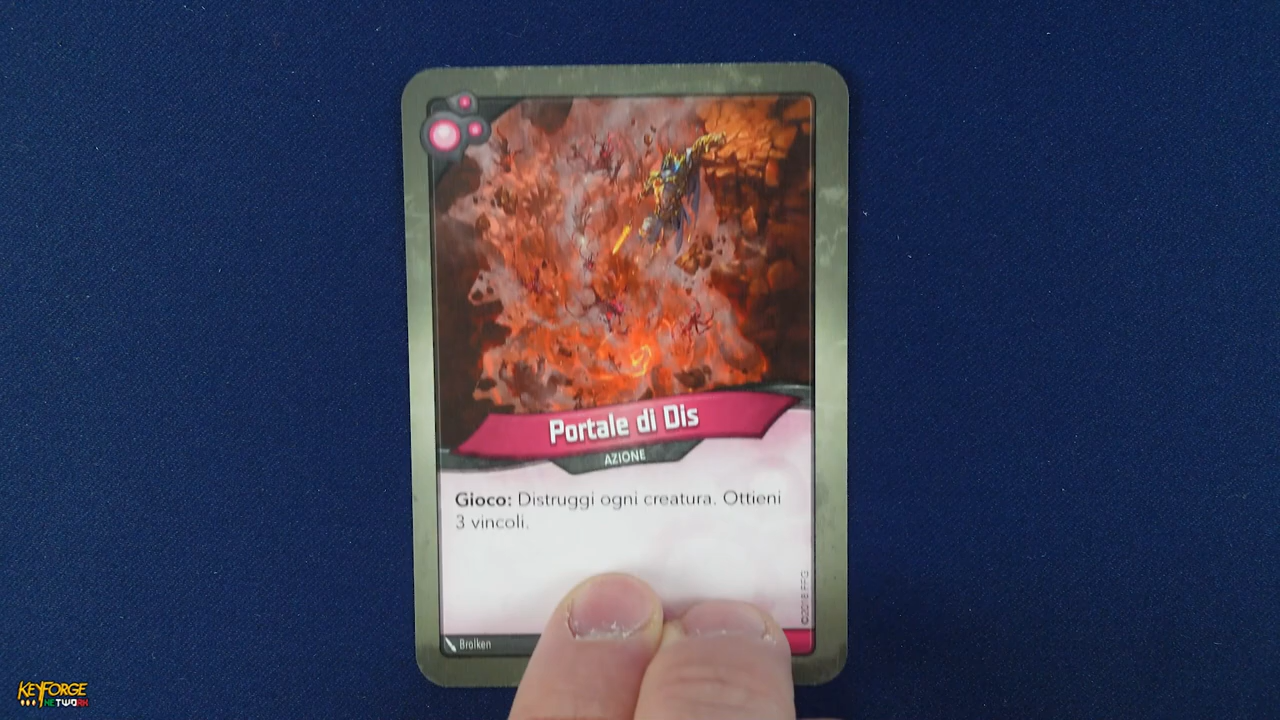 Portale di Dis
AZIONE
Gioco: Distruggi ogni creatura. Ottieni
3 vincoli.
©2018 FFG
Brolken
KEYFORGE
NETWORK